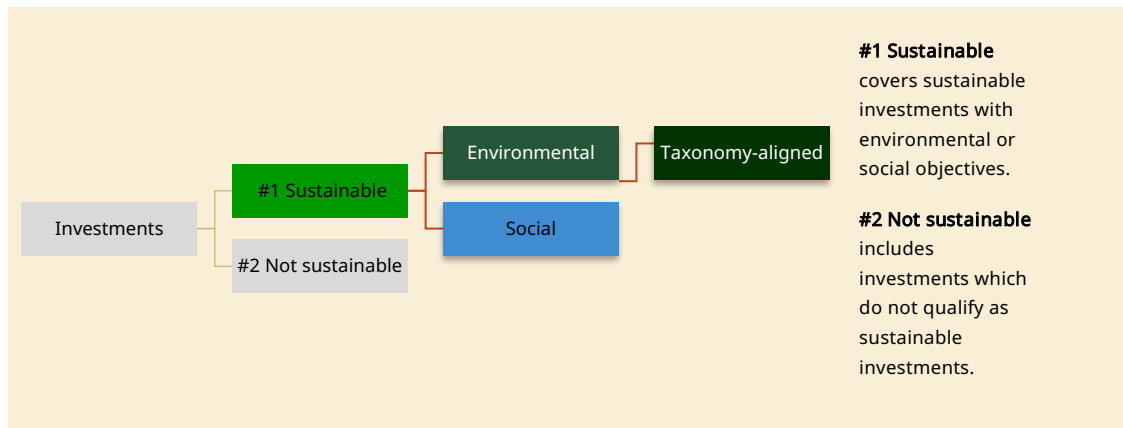 Investments
#1 Sustainable
#2 Not sustainable
Environmental
Social
Taxonomy-aligned
#1 Sustainable
covers sustainable
investments with
environmental or
social objectives.
#2 Not sustainable
includes
investments which
do not qualify as
sustainable
investments.